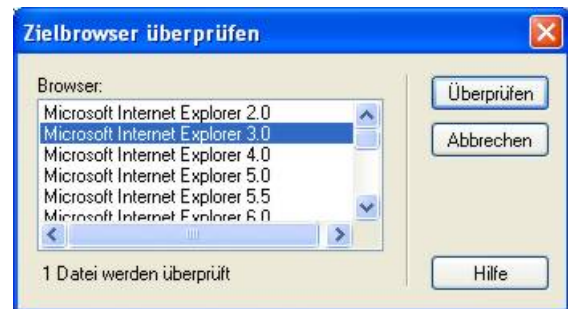 Zielbrowser überprüfen
Browser:
Microsoft Internet Explorer 2.0
Microsoft Internet Explorer 3.0
Microsoft Internet Explorer 4.0
Microsoft Internet Explorer 5.0
Microsoft Internet Explorer 5.5
Microsoft Internet Explorer 6.0
1 Datei werden überprüft
Überprüfen
Abbrechen
Hilfe